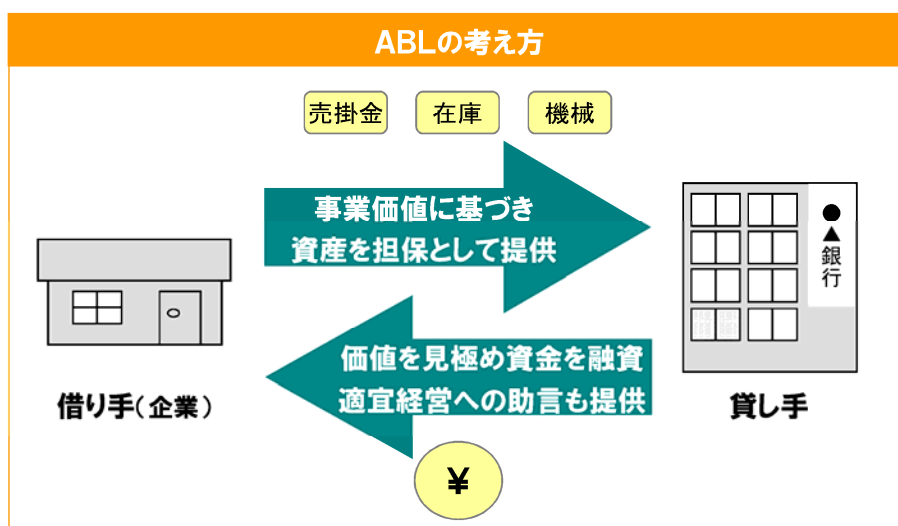 ABLの考え方
売掛金 在庫 機械
事業価値に基づき
資産を担保として提供
●▲銀行
価値を見極め資金を融資
適宜経営への助言も提供
借り手(企業)
貸し手
¥